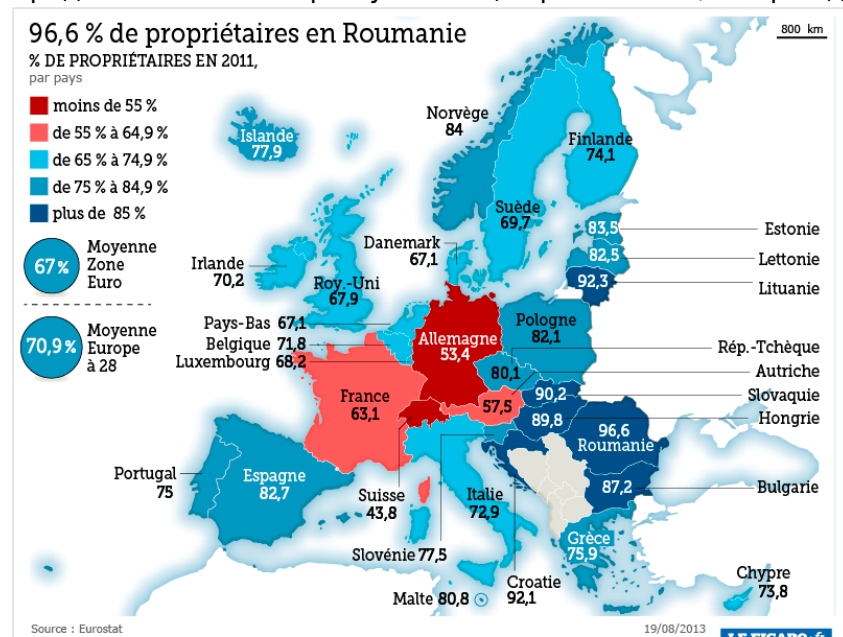 96,6 % de propriétaires en Roumanie
% DE PROPRIÉTAIRES EN 2011,
par pays
800 km
moins de 55 %
de 55 % à 64,9 %
de 65 % à 74,9 %
de 75 % à 84,9 %
plus de 85 %
67 %
Moyenne
Zone
Euro
70,9 %
Moyenne
Europe
à 28
Islande
77,9
Norvège
84
Finlande
74,1
Suède
69,7
Danemark
67,1
Irlande
70,2
Roy.-Uni
67,9
83,5
Estonie
82,5
Lettonie
92,3
Lituanie
Pays-Bas 67,1
Belgique 71,8
Luxembourg 68,2
Allemagne
53,4
Pologne
82,1
Rép.-Tchèque
80,1
Autriche
57,5
Slovaquie
90,2
Hongrie
89,8
France
63,1
96,6
Roumanie
87,2
Bulgarie
Portugal
75
Espagne
82,7
Suisse
43,8
Italie
72,9
Slovénie 77,5
Croatie
92,1
Grèce
75,9
Malte 80,8
Chypre
73,8
Source : Eurostat
19/08/2013
LE FIGARO.fr